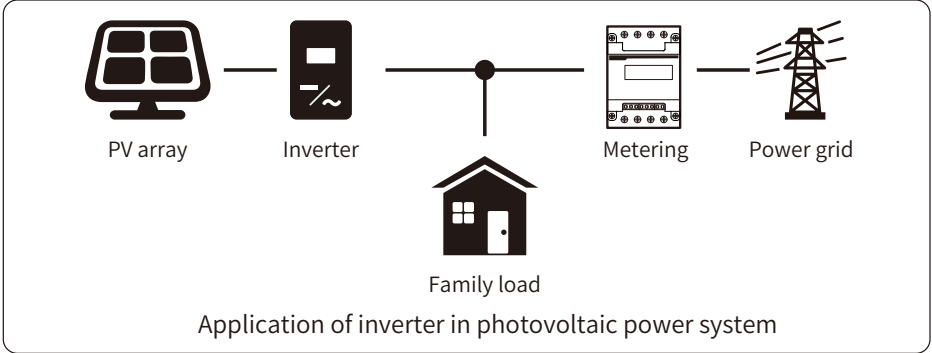 PV array
Inverter
Metering
Power grid
Family load
Application of inverter in photovoltaic power system